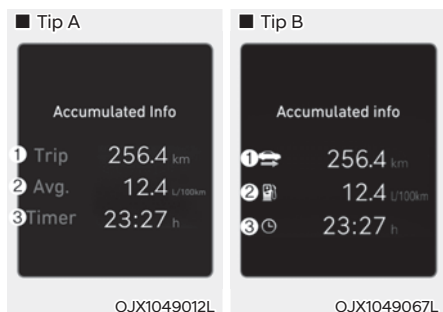 ■ Tip A
Accumulated Info
1 Trip 256.4 km
2 Avg. 12.4 L/100km
3 Timer 23:27 h
OJX1049012L
■ Tip B
Accumulated info
1 256.4 km
2 12.4 L/100km
3 23:27 h
OJX1049067L